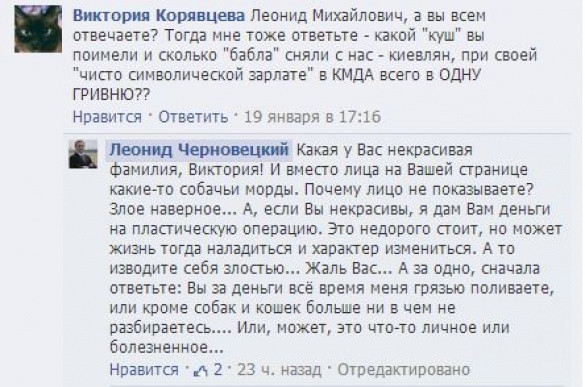 Виктория Корявцева Леонид Михайлович, а вы всем
отвечаете? Тогда мне тоже ответьте - какой "куш" вы
поимели и сколько "бабла" сняли с нас - киевлян, при своей
"чисто символической зарлате" в КМДА всего в ОДНУ
ГРИВНЮ??
Нравится · Ответить · 19 января в 17:16
Леонид Черновецкий Какая у Вас некрасивая
фамилия, Виктория! И вместо лица на Вашей странице
какие-то собачьи морды. Почему лицо не показываете?
Злое наверное... А, если Вы некрасивы, я дам Вам деньги
на пластическую операцию. Это недорого стоит, но может
жизнь тогда наладиться и характер измениться. А то
изводите себя злостью... Жаль Вас... А за одно, сначала
ответьте: Вы за деньги всё время меня грязью поливаете,
или кроме собак и кошек больше ни в чем не
разбираетесь.... Или, может, это что-то личное или
болезненное...
Нравится · 2 · 23 ч. назад · Отредактировано